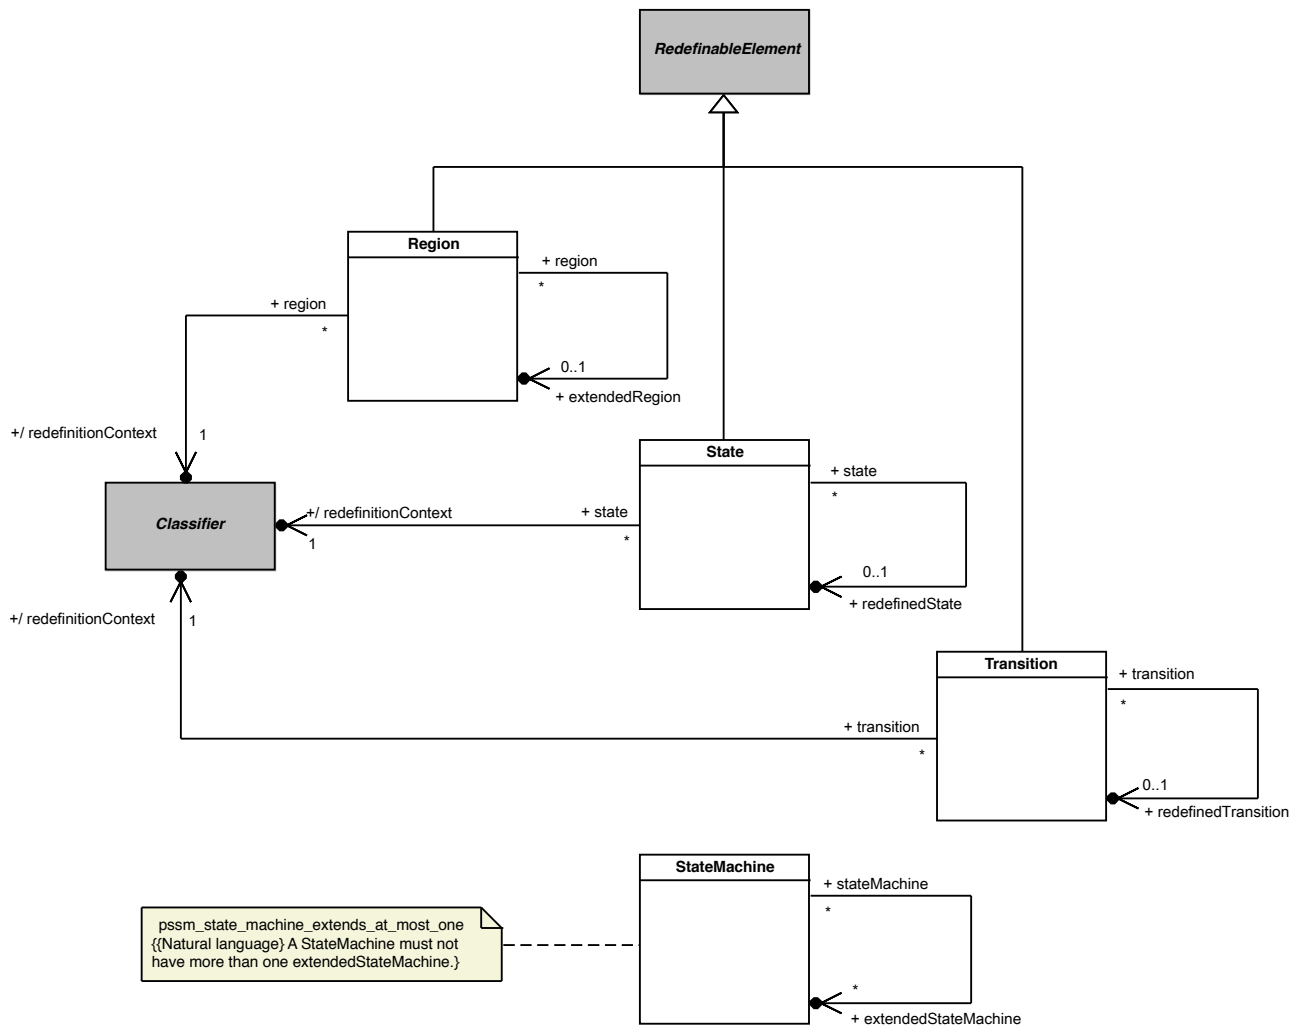 RedefinableElement
Region
+ region
*
+ region
*
0..1
+ extendedRegion
+/ redefinitionContext
1
State
+ state
*
Classifier
+/ redefinitionContext
1
+ state
*
0..1
+ redefinedState
+/ redefinitionContext
1
Transition
+ transition
*
+ transition
*
0..1
+ redefinedTransition
StateMachine
+ stateMachine
*
pssm_state_machine_extends_at_most_one
{{Natural language} A StateMachine must not
have more than one extendedStateMachine.}
*
+ extendedStateMachine